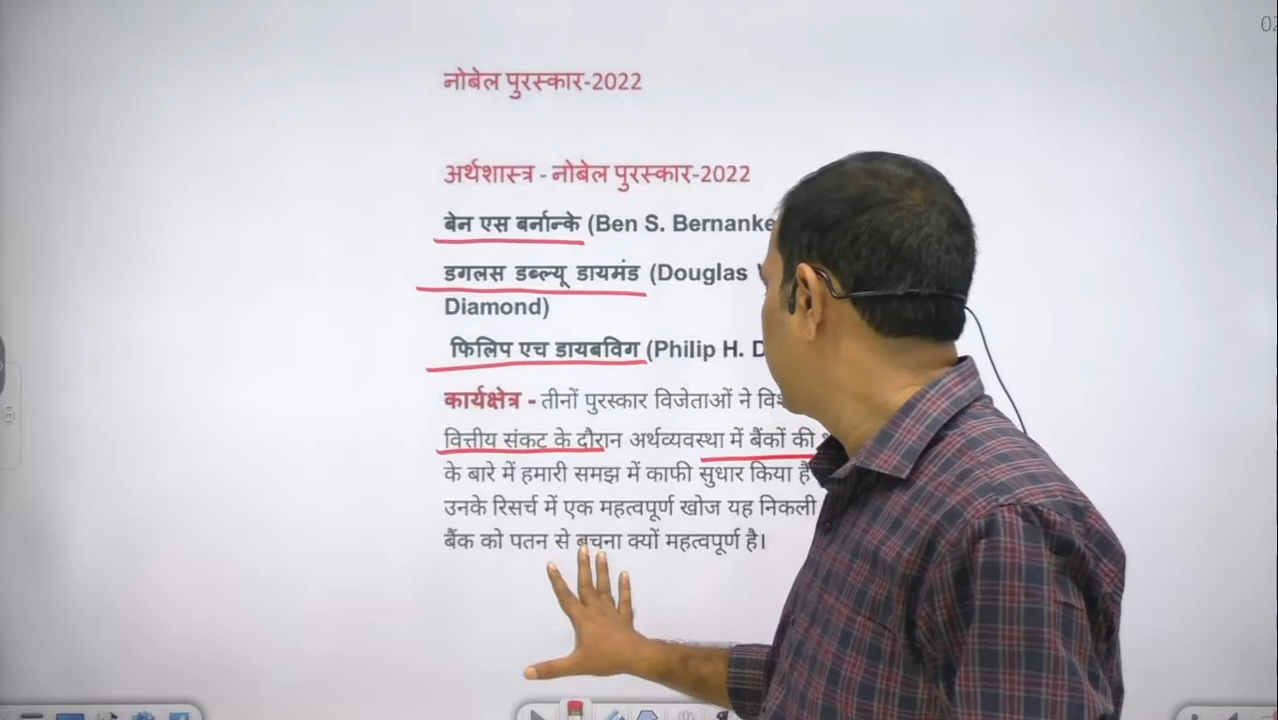 02
नोबेल पुरस्कार-2022
अर्थशास्त्र - नोबेल पुरस्कार-2022
बेन एस बर्नान्के (Ben S. Bernanke
डगलस डब्ल्यू डायमंड (Douglas
Diamond)
फिलिप एच डायबविग (Philip H.
कार्यक्षेत्र - तीनों पुरस्कार विजेताओं ने
वित्तीय संकट के दौरान अर्थव्यवस्था में बैंकों की
के बारे में हमारी समझ में काफी सुधार किया है
उनके रिसर्च में एक महत्वपूर्ण खोज यह निकली
बैंक को पतन से बचना क्यों महत्वपूर्ण है।